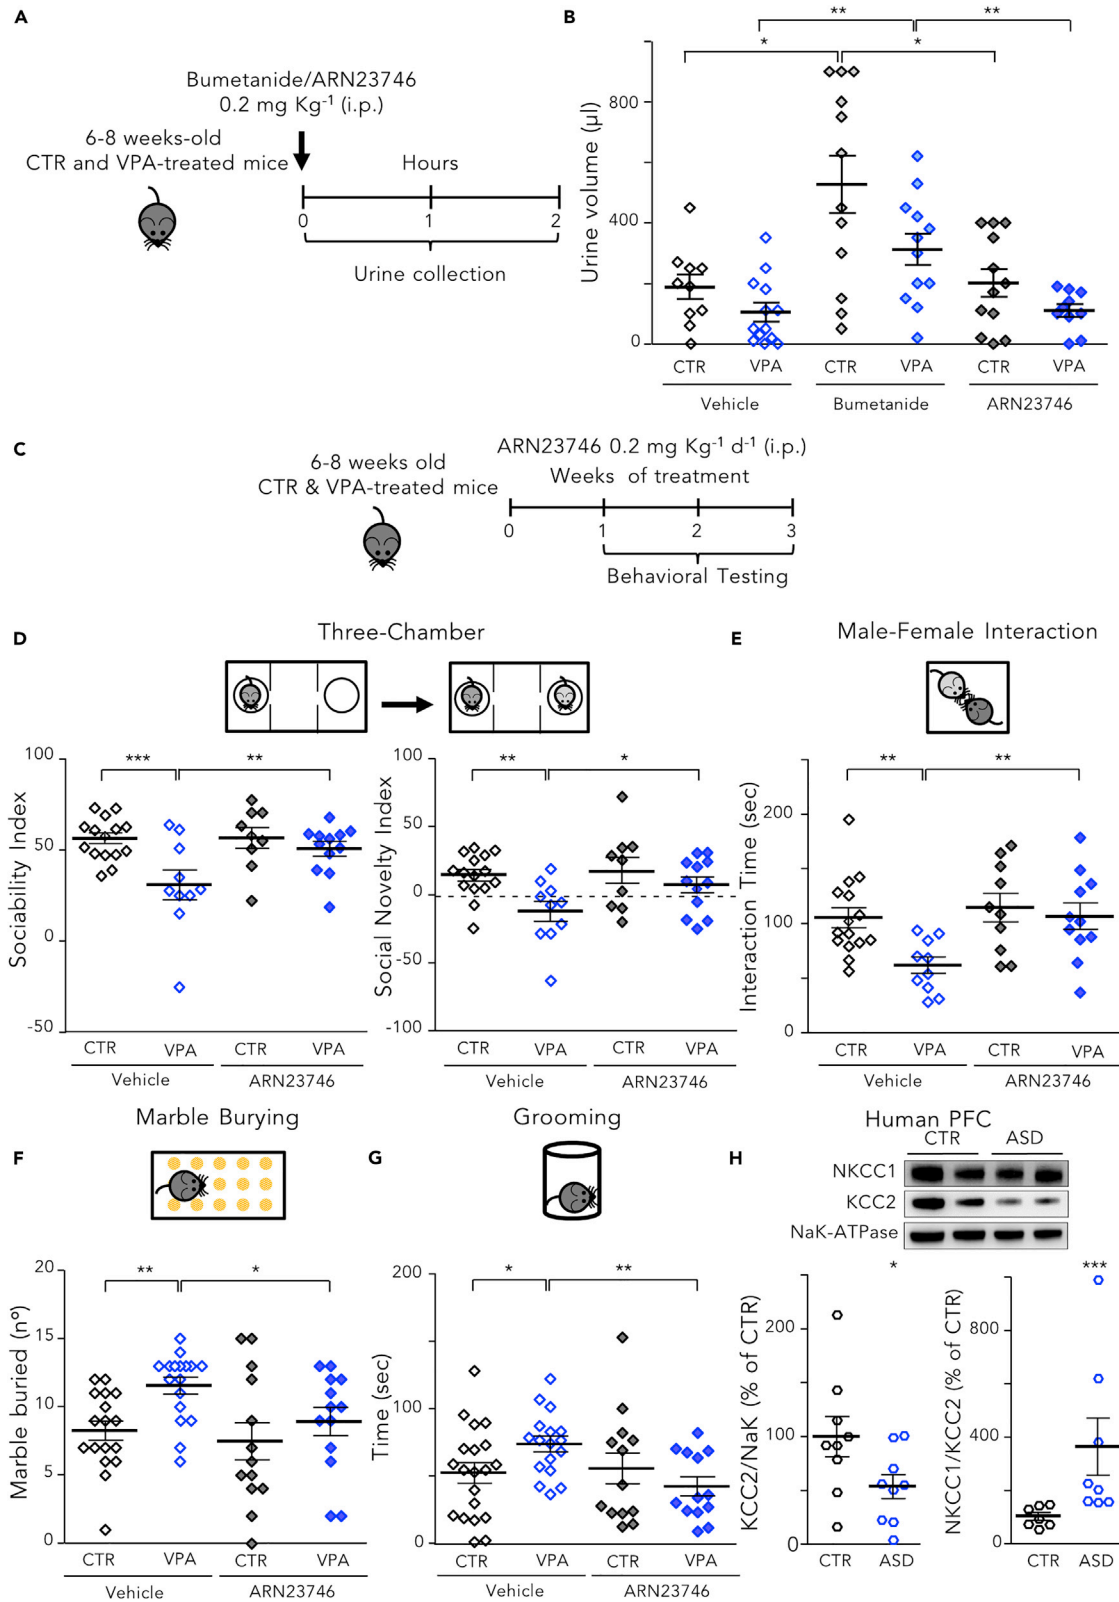 A
Bumetanide/ARN23746
0.2 mg Kg-1 (i.p.)
6-8 weeks-old
CTR and VPA-treated mice
Hours
0
1
2
Urine collection
B
**
**
*
*
Urine volume (µl)
800
400
0
CTR
VPA
CTR
VPA
CTR
VPA
Vehicle
Bumetanide
ARN23746
C
ARN23746 0.2 mg Kg-1 d-1 (i.p.)
6-8 weeks old
Weeks of treatment
CTR & VPA-treated mice
0
1
2
3
Behavioral Testing
D
Three-Chamber
Sociability Index
100
50
0
-50
***
**
CTR
VPA
CTR
VPA
Vehicle
ARN23746
Social Novelty Index
100
50
0
-50
-100
**
*
CTR
VPA
CTR
VPA
Vehicle
ARN23746
E
Male-Female Interaction
Interaction Time (sec)
200
100
0
**
**
CTR
VPA
CTR
VPA
Vehicle
ARN23746
F
Marble Burying
Marble buried (n°)
20
15
10
5
0
**
*
CTR
VPA
CTR
VPA
Vehicle
ARN23746
G
Grooming
Time (sec)
200
100
0
*
**
CTR
VPA
CTR
VPA
Vehicle
ARN23746
H
Human PFC
CTR
ASD
NKCC1
KCC2
NaK-ATPase
KCC2/NaK (% of CTR)
200
100
0
*
CTR
ASD
NKCC1/KCC2 (% of CTR)
800
400
0
***
CTR
ASD